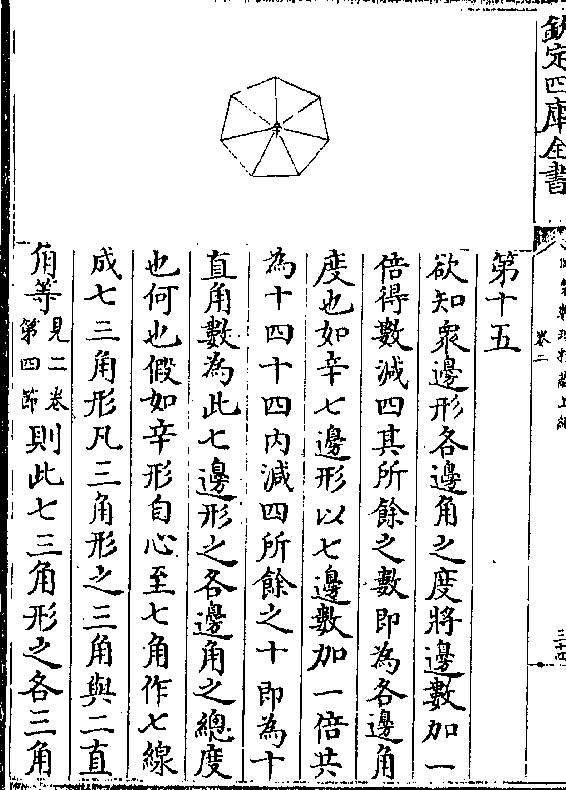 欽定四庫全書
卷二
三十四
第十五
欲知衆邊形各邊角之度將邊數加一
倍得數減四其所餘之數即為各邊角
度也如辛七邊形以七邊數加一倍共
為十四十四内減四所餘之十即為十
直角數為此七邊形之各邊角之總度
也何也假如辛形自心至七角作七線
成七三角形凡三角形之三角與二直
角等見二卷第四節則此七三角形之各三角
辛